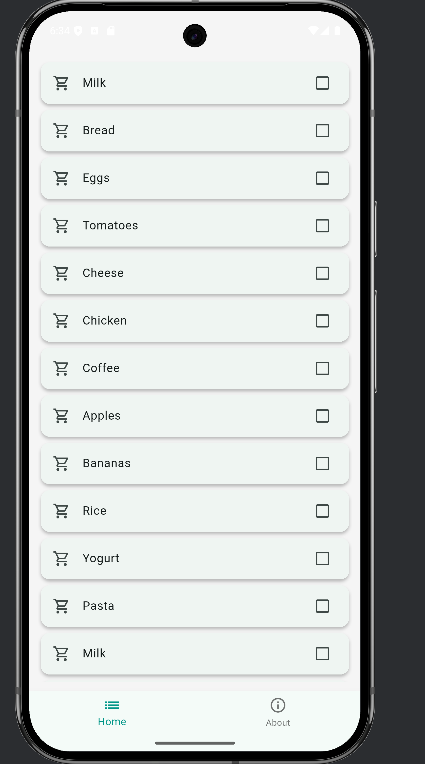 Milk
Bread
Eggs
Tomatoes
Cheese
Chicken
Coffee
Apples
Bananas
Rice
Yogurt
Pasta
Milk
Home
About